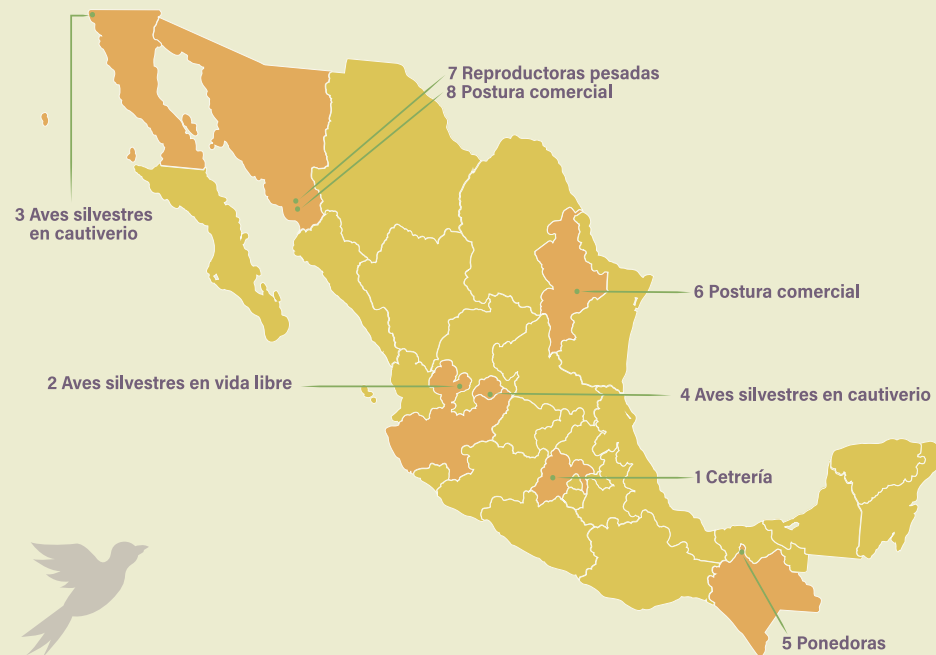 7 Reproductoras pesadas
8 Postura comercial
3 Aves silvestres
en cautiverio
6 Postura comercial
2 Aves silvestres en vida libre
4 Aves silvestres en cautiverio
1 Cetrería
5 Ponedoras